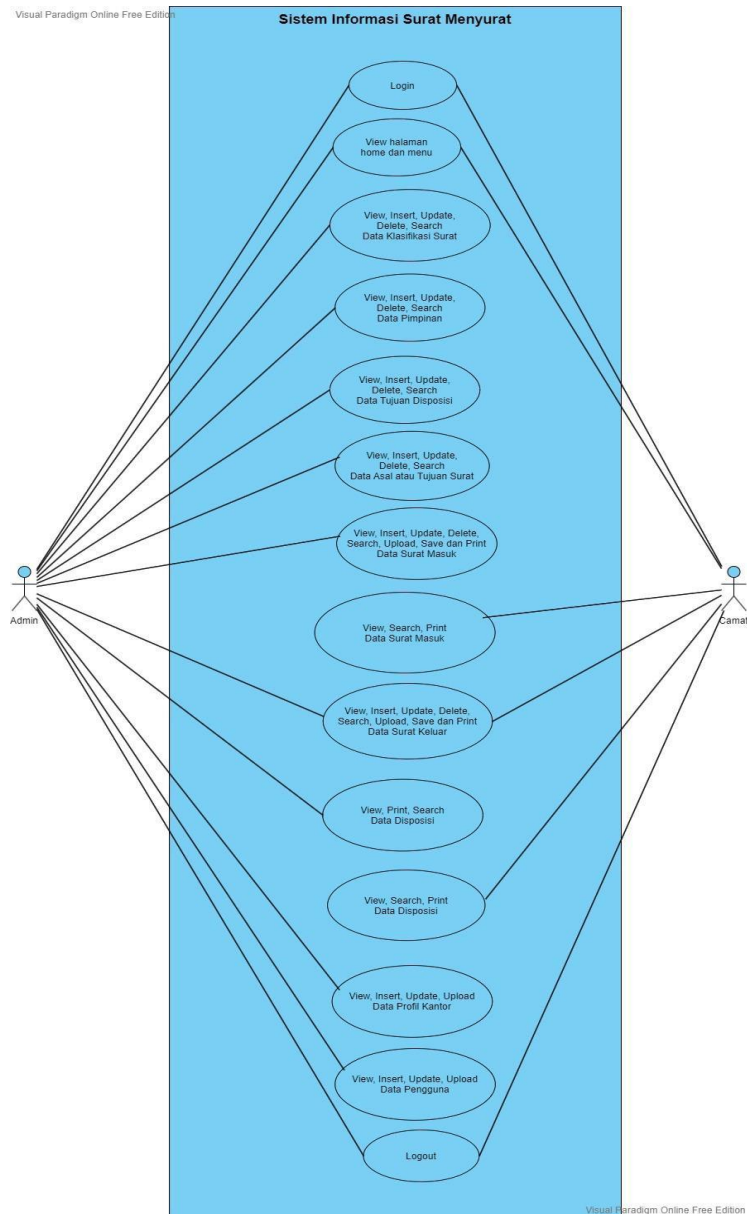 Visual Paradigm Online Free Edition
Sistem Informasi Surat Menyurat
Login
View halaman
home dan menu
View, Insert, Update,
Delete, Search
Data Klasifikasi Surat
View, Insert, Update,
Delete, Search
Data Pimpinan
View, Insert, Update,
Delete, Search
Data Tujuan Disposisi
View, Insert, Update,
Delete, Search
Data Asal atau Tujuan Surat
View, Insert, Update, Delete,
Search, Upload, Save dan Print
Data Surat Masuk
Admin
Camat
View, Search, Print
Data Surat Masuk
View, Insert, Update, Delete,
Search, Upload, Save dan Print
Data Surat Keluar
View, Print, Search
Data Disposisi
View, Search, Print
Data Disposisi
View, Insert, Update, Upload
Data Profil Kantor
View, Insert, Update, Upload
Data Pengguna
Logout
Visual Paradigm Online Free Edition